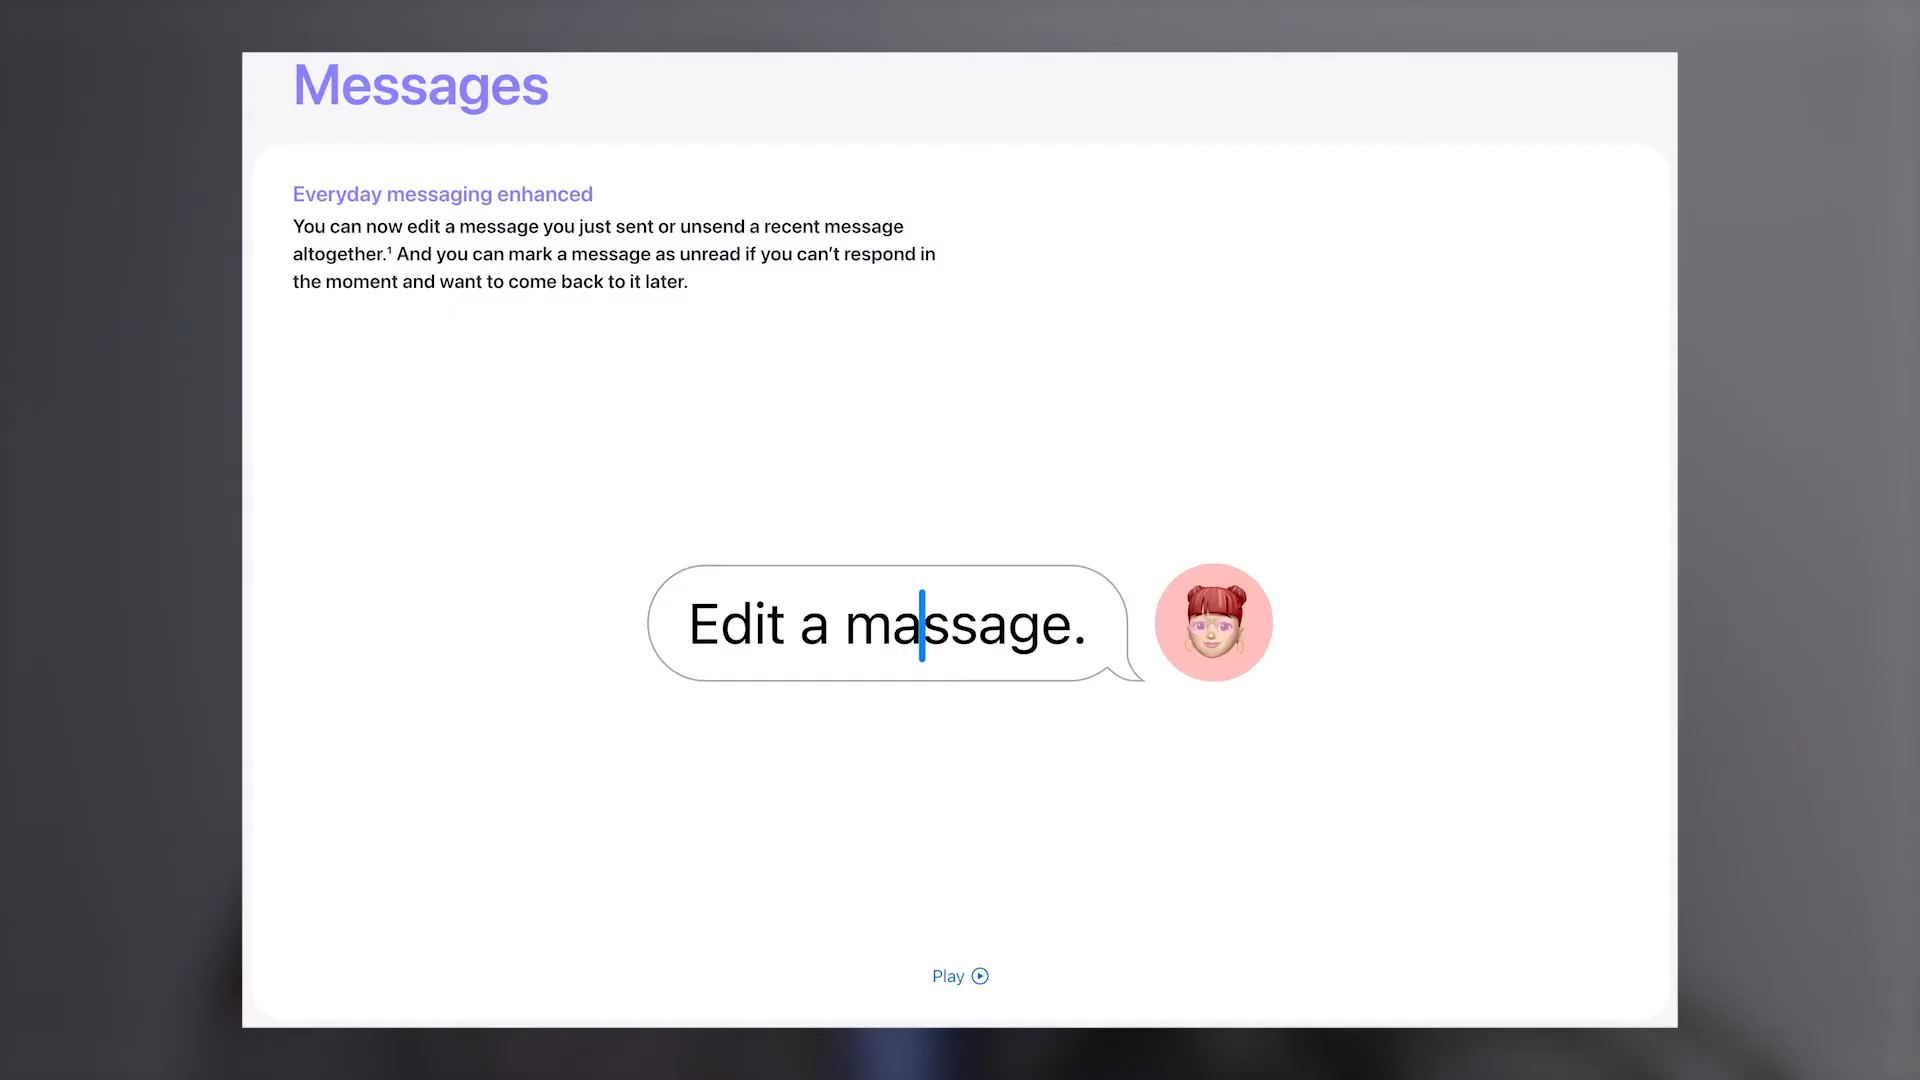 Messages
Everyday messaging enhanced
You can now edit a message you just sent or unsend a recent message
altogether.¹ And you can mark a message as unread if you can’t respond in
the moment and want to come back to it later.
Edit a massage.
Play